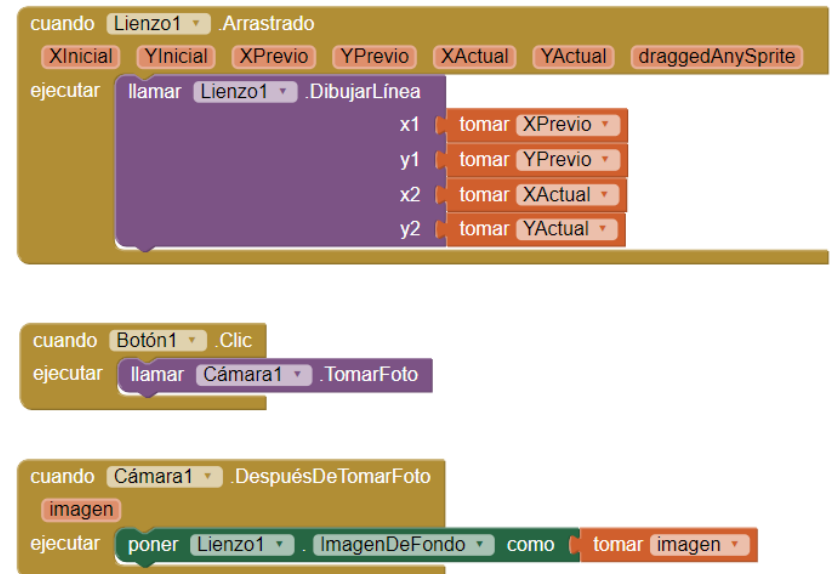 cuando Lienzo1 .Arrastrado
XInicial YInicial XPrevio YPrevio XActual YActual draggedAnySprite
ejecutar llamar Lienzo1 .DibujarLínea
x1 tomar XPrevio
y1 tomar YPrevio
x2 tomar XActual
y2 tomar YActual
cuando Botón1 .Clic
ejecutar llamar Cámara1 .TomarFoto
cuando Cámara1 .DespuésDeTomarFoto
imagen
ejecutar poner Lienzo1 . ImagenDeFondo como tomar imagen